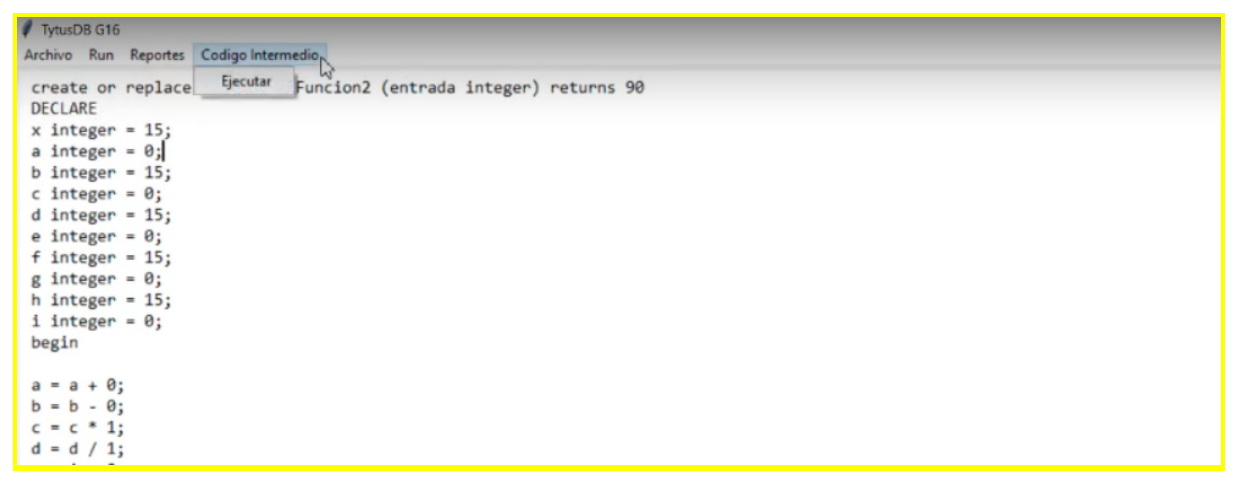 TytusDB G16
Archivo Run Reportes Codigo Intermedio
Ejecutar
create or replace Funcion2 (entrada integer) returns 90
DECLARE
x integer = 15;
a integer = 0;
b integer = 15;
c integer = 0;
d integer = 15;
e integer = 0;
f integer = 15;
g integer = 0;
h integer = 15;
i integer = 0;
begin
a = a + 0;
b = b - 0;
c = c * 1;
d = d / 1;